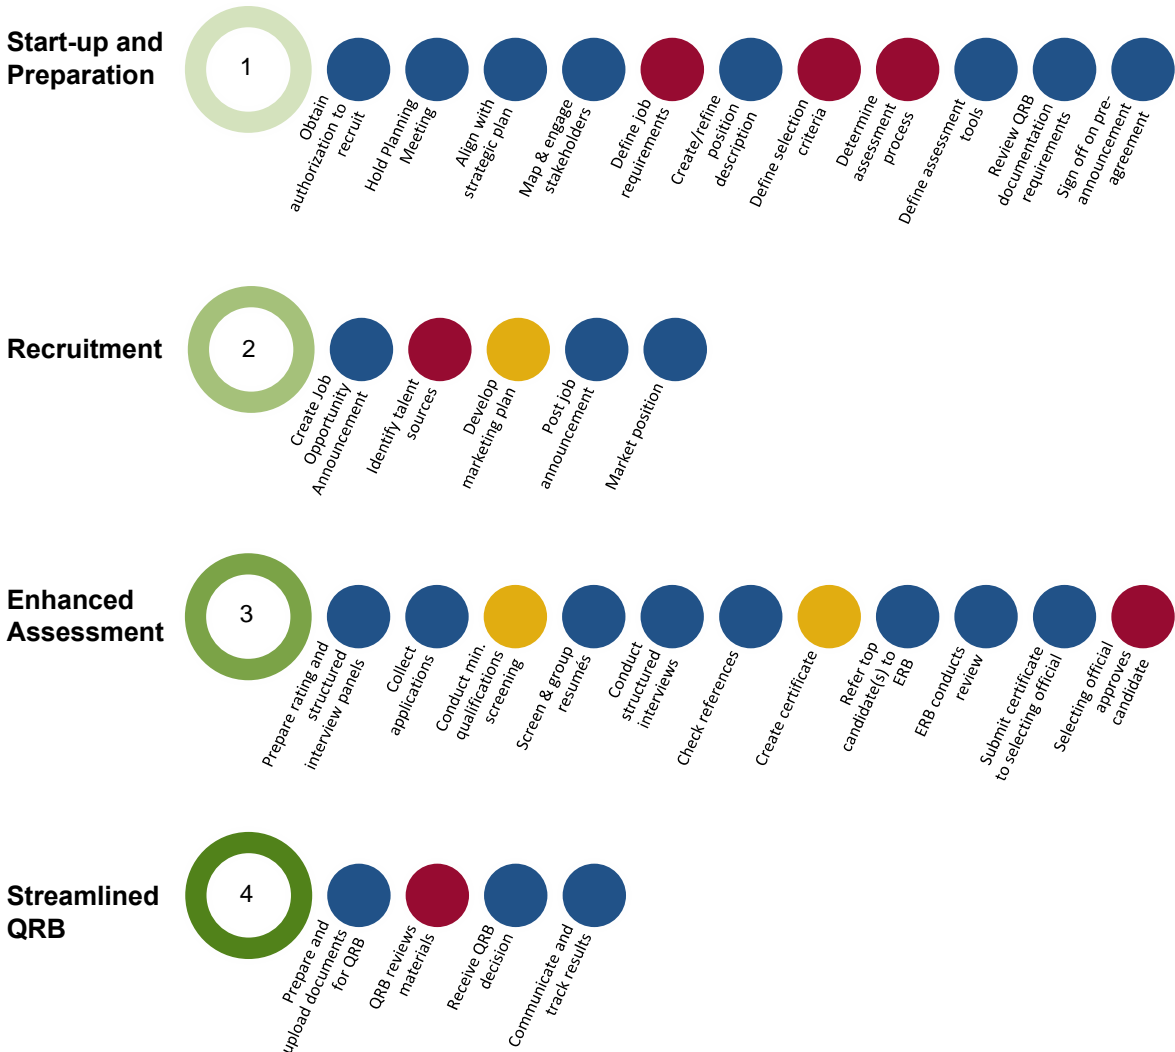 Start-up and
Preparation
1
Obtain
authorization to
recruit
Hold Planning
Meeting
Align with
strategic plan
Map & engage
stakeholders
Define job
requirements
Create/refine
position
description
Define selection
criteria
Determine
assessment
process
Define assessment
tools
Review QRB
documentation
requirements
Sign off on pre-
announcement
agreement
Recruitment
2
Create Job
Opportunity
Announcement
Identify talent
sources
Develop
marketing plan
Post job
announcement
Market position
Enhanced
Assessment
3
Prepare rating and
structured
interview panels
Collect
applications
Conduct min.
qualifications
screening
Screen & group
resumés
Conduct
structured
interviews
Check references
Create certificate
Refer top
candidate(s) to
ERB
ERB conducts
review
Submit certificate
to selecting official
Selecting official
approves
candidate
Streamlined
QRB
4
Prepare and
upload documents
for QRB
QRB reviews
materials
Receive QRB
decision
Communicate and
track results